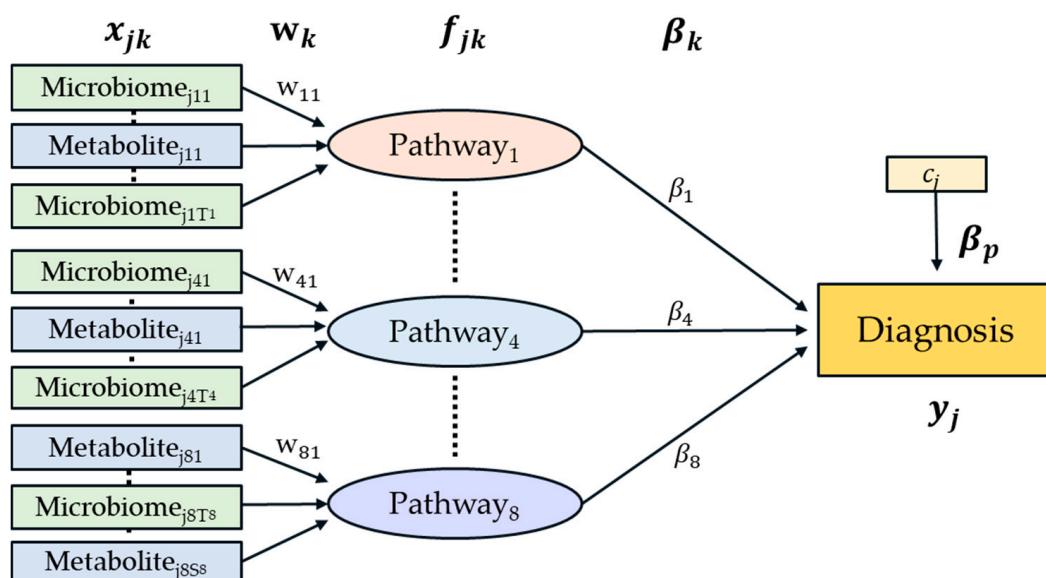 x_jk w_k f_jk β_k
Microbiome_j11
w_11
Metabolite_j11
Pathway_1
Microbiome_j1T¹
β_1
c_j
β_p
Microbiome_j41
w_41
Metabolite_j41
Pathway_4
β_4
Diagnosis
Microbiome_j4T⁴
y_j
Metabolite_j81
w_81
β_8
Microbiome_j8T⁸
Pathway_8
Metabolite_j8S⁸